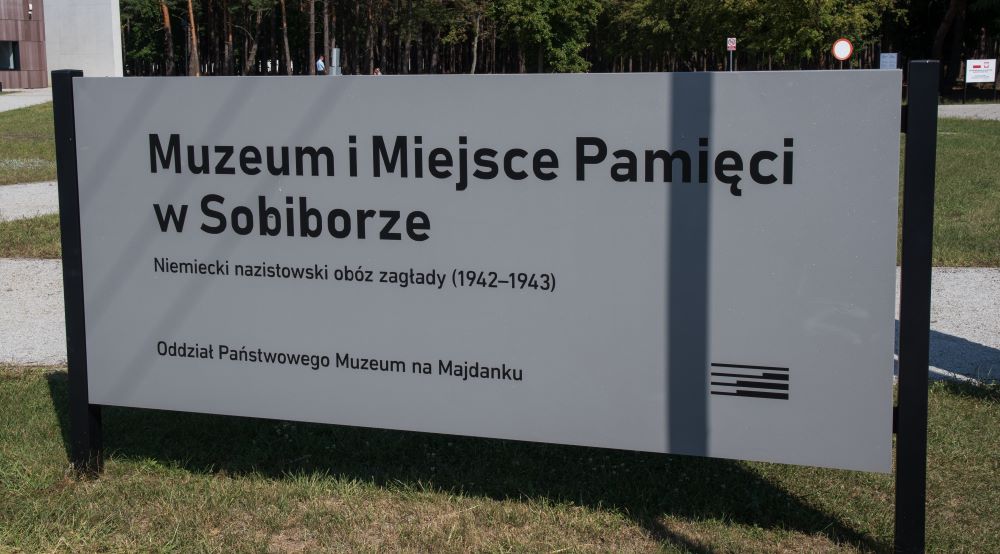 Muzeum i Miejsce Pamięci
w Sobiborze
Niemiecki nazistowski obóz zagłady (1942–1943)
Oddział Państwowego Muzeum na Majdanku